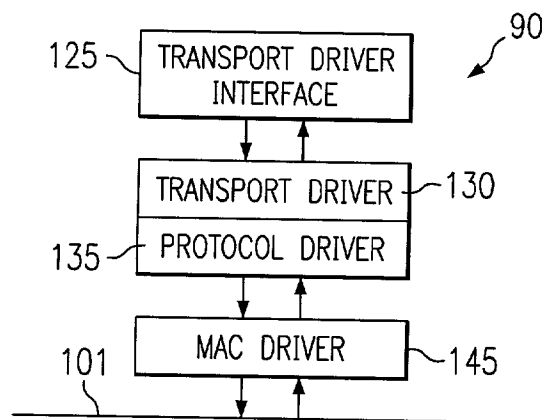 90
125
TRANSPORT DRIVER
INTERFACE
TRANSPORT DRIVER
130
135
PROTOCOL DRIVER
MAC DRIVER
145
101